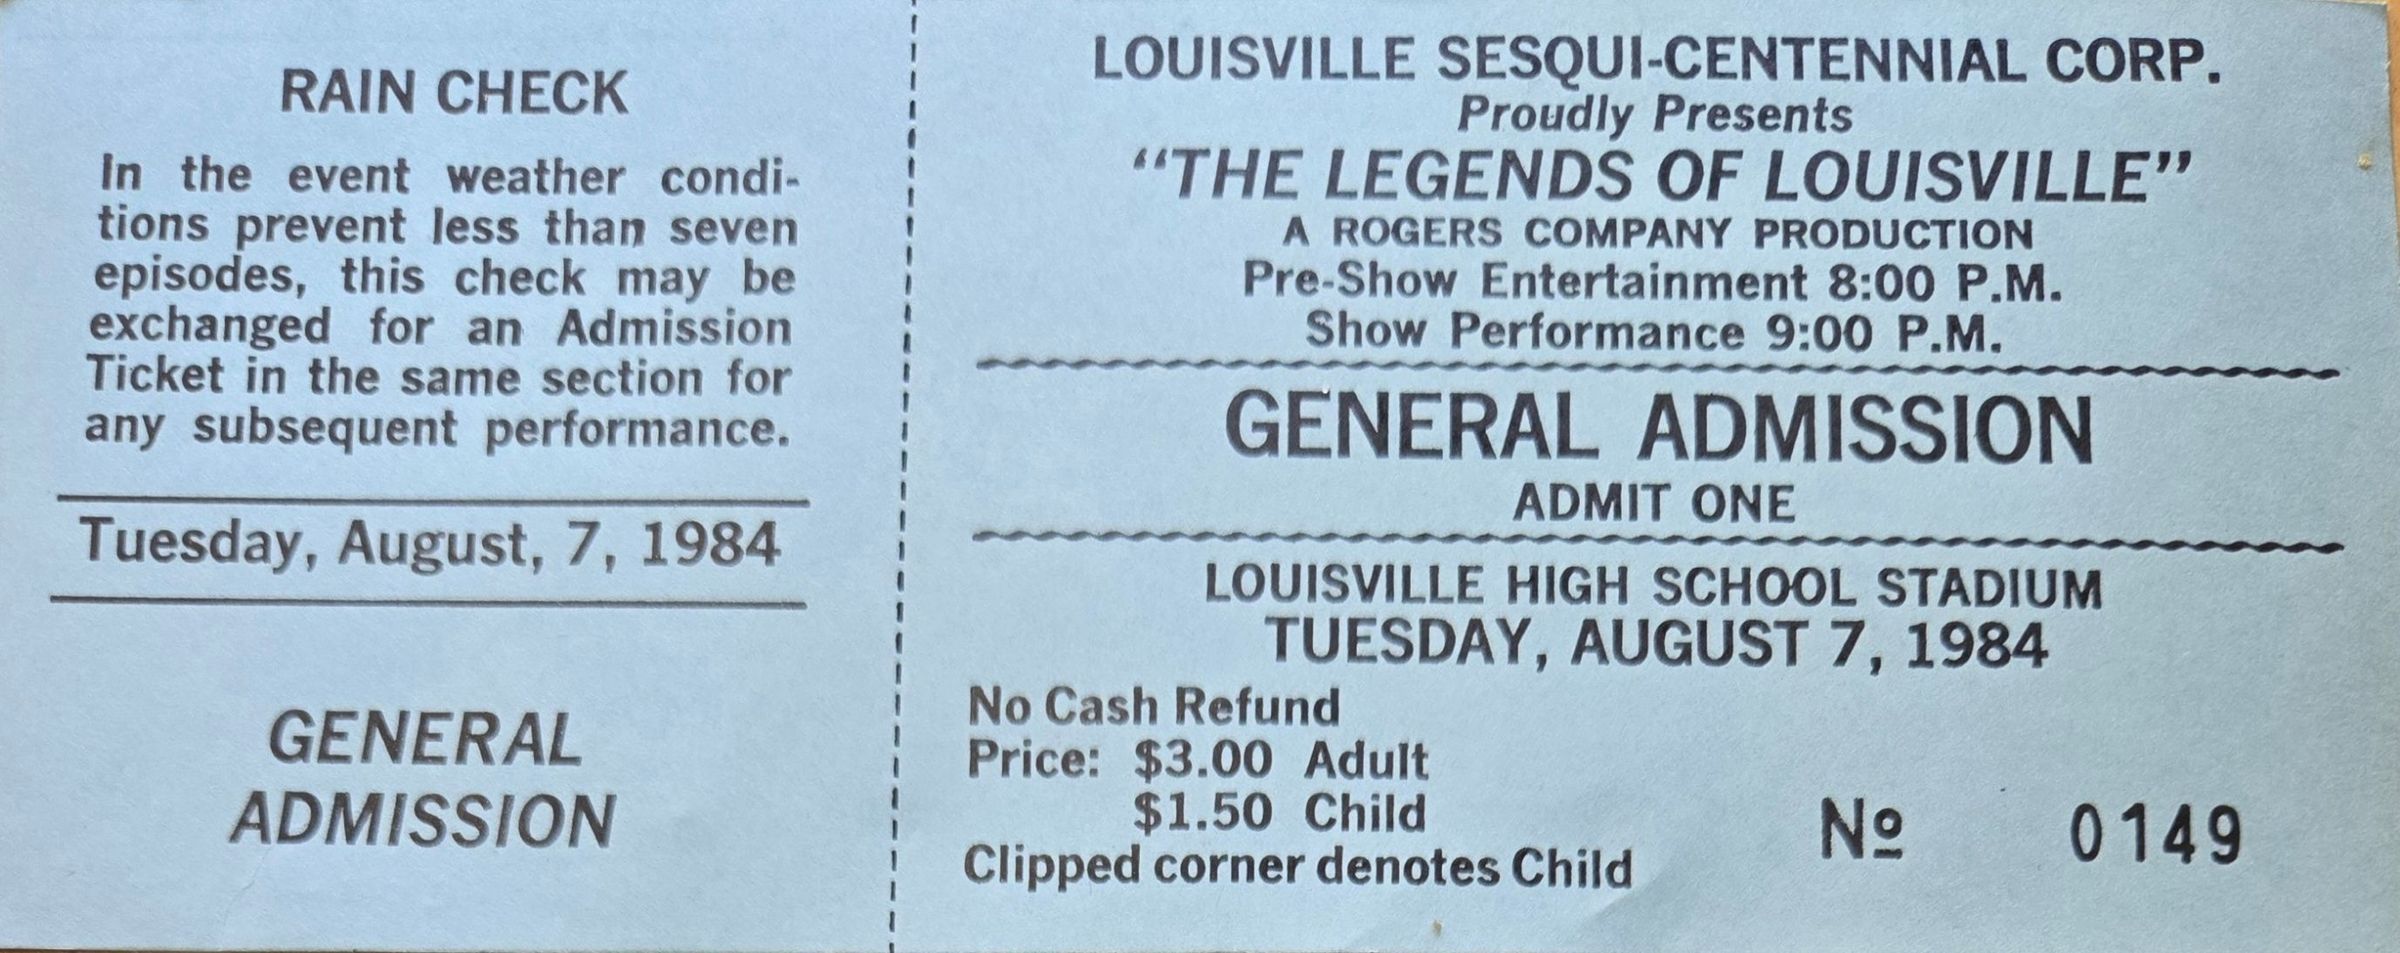 RAIN CHECK
In the event weather condi-
tions prevent less than seven
episodes, this check may be
exchanged for an Admission
Ticket in the same section for
any subsequent performance.
Tuesday, August, 7, 1984
GENERAL
ADMISSION
LOUISVILLE SESQUI-CENTENNIAL CORP.
Proudly Presents
“THE LEGENDS OF LOUISVILLE”
A ROGERS COMPANY PRODUCTION
Pre-Show Entertainment 8:00 P.M.
Show Performance 9:00 P.M.
GENERAL ADMISSION
ADMIT ONE
LOUISVILLE HIGH SCHOOL STADIUM
TUESDAY, AUGUST 7, 1984
No Cash Refund
Price: $3.00 Adult
$1.50 Child
Clipped corner denotes Child
Nº 0149